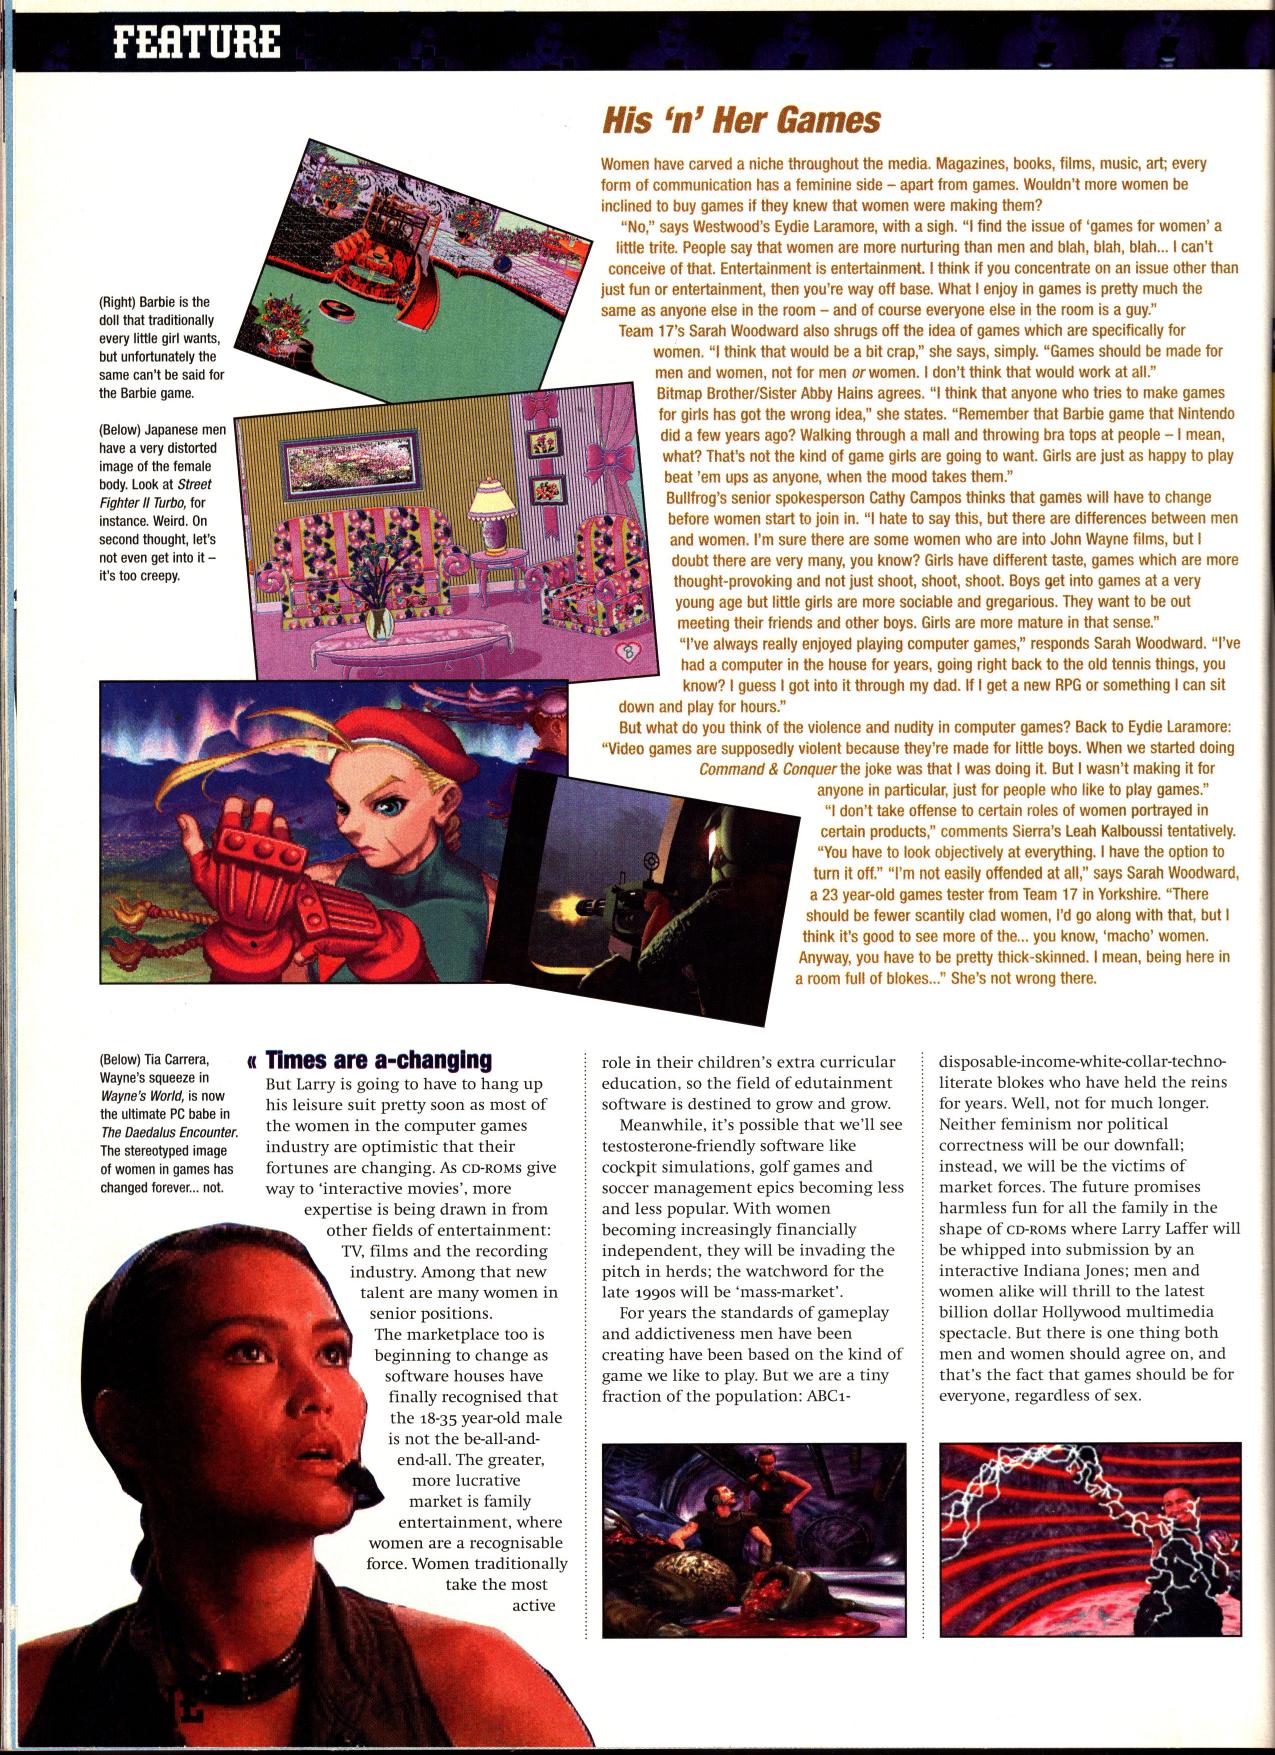 FEATURE
His ‘n’ Her Games
Women have carved a niche throughout the media. Magazines, books, films, music, art; every
form of communication has a feminine side – apart from games. Wouldn’t more women be
inclined to buy games if they knew that women were making them?
“No,” says Westwood’s Eydie Laramore, with a sigh. “I find the issue of ‘games for women’ a
little trite. People say that women are more nurturing than men and blah, blah, blah... I can’t
conceive of that. Entertainment is entertainment. I think if you concentrate on an issue other than
just fun or entertainment, then you’re way off base. What I enjoy in games is pretty much the
same as anyone else in the room – and of course everyone else in the room is a guy.”
Team 17’s Sarah Woodward also shrugs off the idea of games which are specifically for
women. “I think that would be a bit crap,” she says, simply. “Games should be made for
men and women, not for men or women. I don’t think that would work at all.”
Bitmap Brother/Sister Abby Hains agrees. “I think that anyone who tries to make games
for girls has got the wrong idea,” she states. “Remember that Barbie game that Nintendo
did a few years ago? Walking through a mall and throwing bra tops at people – I mean,
what? That’s not the kind of game girls are going to want. Girls are just as happy to play
beat ’em ups as anyone, when the mood takes them.”
Bullfrog’s senior spokesperson Cathy Campos thinks that games will have to change
before women start to join in. “I hate to say this, but there are differences between men
and women. I’m sure there are some women who are into John Wayne films, but I
doubt there are very many, you know? Girls have different taste, games which are more
thought-provoking and not just shoot, shoot, shoot. Boys get into games at a very
young age but little girls are more sociable and gregarious. They want to be out
meeting their friends and other boys. Girls are more mature in that sense.”
“I’ve always really enjoyed playing computer games,” responds Sarah Woodward. “I’ve
had a computer in the house for years, going right back to the old tennis things, you
know? I guess I got into it through my dad. If I get a new RPG or something I can sit
down and play for hours.”
But what do you think of the violence and nudity in computer games? Back to Eydie Laramore:
“Video games are supposedly violent because they’re made for little boys. When we started doing
Command & Conquer the joke was that I was doing it. But I wasn’t making it for
anyone in particular, just for people who like to play games.”
“I don’t take offense to certain roles of women portrayed in
certain products,” comments Sierra’s Leah Kalboussi tentatively.
“You have to look objectively at everything. I have the option to
turn it off.” “I’m not easily offended at all,” says Sarah Woodward,
a 23 year-old games tester from Team 17 in Yorkshire. “There
should be fewer scantily clad women, I’d go along with that, but I
think it’s good to see more of the... you know, ‘macho’ women.
Anyway, you have to be pretty thick-skinned. I mean, being here in
a room full of blokes...” She’s not wrong there.
(Right) Barbie is the
doll that traditionally
every little girl wants,
but unfortunately the
same can’t be said for
the Barbie game.
(Below) Japanese men
have a very distorted
image of the female
body. Look at Street
Fighter II Turbo, for
instance. Weird. On
second thought, let’s
not even get into it –
it’s too creepy.
B
(Below) Tia Carrera,
Wayne’s squeeze in
Wayne’s World, is now
the ultimate PC babe in
The Daedalus Encounter.
The stereotyped image
of women in games has
changed forever... not.
« Times are a-changing
But Larry is going to have to hang up
his leisure suit pretty soon as most of
the women in the computer games
industry are optimistic that their
fortunes are changing. As CD-ROMS give
way to ‘interactive movies’, more
expertise is being drawn in from
other fields of entertainment:
TV, films and the recording
industry. Among that new
talent are many women in
senior positions.
The marketplace too is
beginning to change as
software houses have
finally recognised that
the 18-35 year-old male
is not the be-all-and-
end-all. The greater,
more lucrative
market is family
entertainment, where
women are a recognisable
force. Women traditionally
take the most
active
role in their children’s extra curricular
education, so the field of edutainment
software is destined to grow and grow.
Meanwhile, it’s possible that we’ll see
testosterone-friendly software like
cockpit simulations, golf games and
soccer management epics becoming less
and less popular. With women
becoming increasingly financially
independent, they will be invading the
pitch in herds; the watchword for the
late 1990s will be ‘mass-market’.
For years the standards of gameplay
and addictiveness men have been
creating have been based on the kind of
game we like to play. But we are a tiny
fraction of the population: ABC1-
disposable-income-white-collar-techno-
literate blokes who have held the reins
for years. Well, not for much longer.
Neither feminism nor political
correctness will be our downfall;
instead, we will be the victims of
market forces. The future promises
harmless fun for all the family in the
shape of CD-ROMS where Larry Laffer will
be whipped into submission by an
interactive Indiana Jones; men and
women alike will thrill to the latest
billion dollar Hollywood multimedia
spectacle. But there is one thing both
men and women should agree on, and
that’s the fact that games should be for
everyone, regardless of sex.